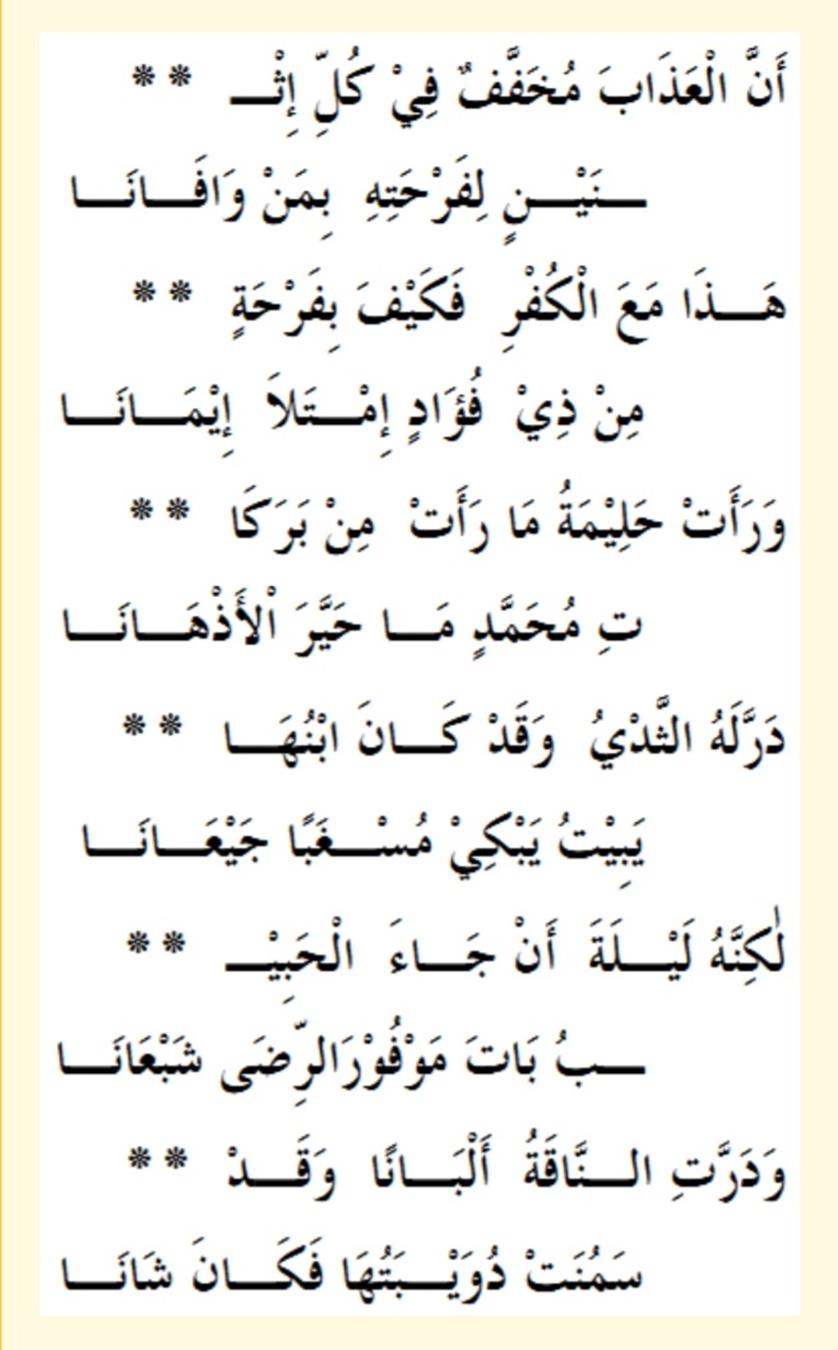 أَنَّ الْعَذَابَ مُخَفَّفٌ فِيْ كُلِّ إِثْـــ * *
ـــنَيْـــنٍ لِفَرْحَتِهِ بِمَنْ وَافَـــانَـــا
هَـــذَا مَعَ الْكُفْرِ فَكَيْفَ بِفَرْحَةٍ * *
مِنْ ذِيْ فُؤَادٍ إِمْـــتَلاَ إِيْمَـــانَـــا
وَرَأَتْ حَلِيْمَةُ مَا رَأَتْ مِنْ بَرَكَا * *
تِ مُحَمَّدٍ مَـــا حَيَّرَ اْلأَذْهَـــانَـــا
دَرَّلَهُ الثَّدْيُ وَقَدْ كَـــانَ ابْنُهَـــا * *
يَبِيْتُ يَبْكِيْ مُسْـــغَبًا جَيْعَـــانَـــا
لٰكِنَّهُ لَيْـــلَةَ أَنْ جَـــاءَ الْحَبِيْـــ * *
ـــبُ بَاتَ مَوْفُوْرَالرِّضَى شَبْعَانَـــا
وَدَرَّتِ الـــنَّاقَةُ أَلْبَـــانًا وَقَـــدْ * *
سَمُنَتْ دُوَيْـــبَتُهَا فَكَـــانَ شَانَـــا